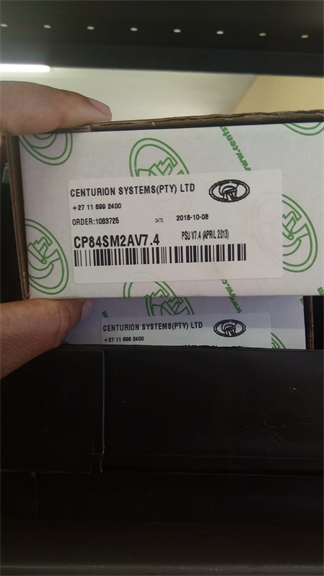 CENTURION SYSTEMS(PTY) LTD
+27 11 699 2400
ORDER:1083725 DATE: 2018-10-08
CP84SM2AV7.4 PSU V7.4 (APRIL 2013)
CENTURION SYSTEMS(PTY) LTD
+27 11 699 2400